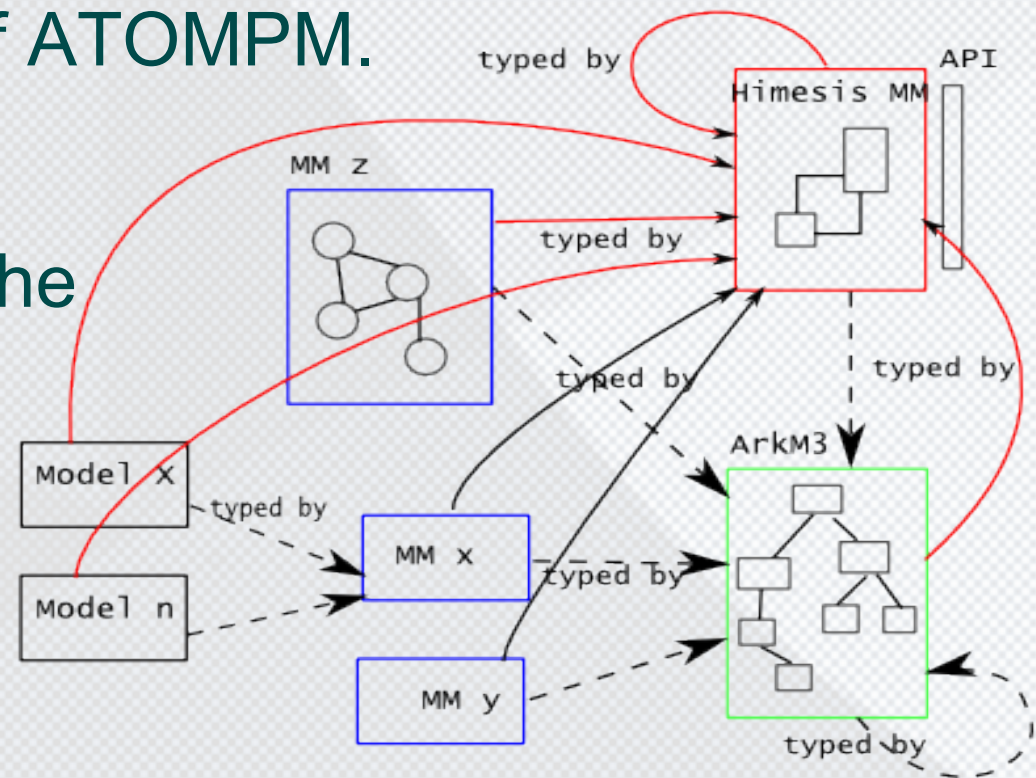 f ATOMPM.
he
typed by
API
Himesis MM
MM z
typed by
typed by
typed by
ArkM3
Model X
typed by
MM x
typed by
Model n
MM y
typed by